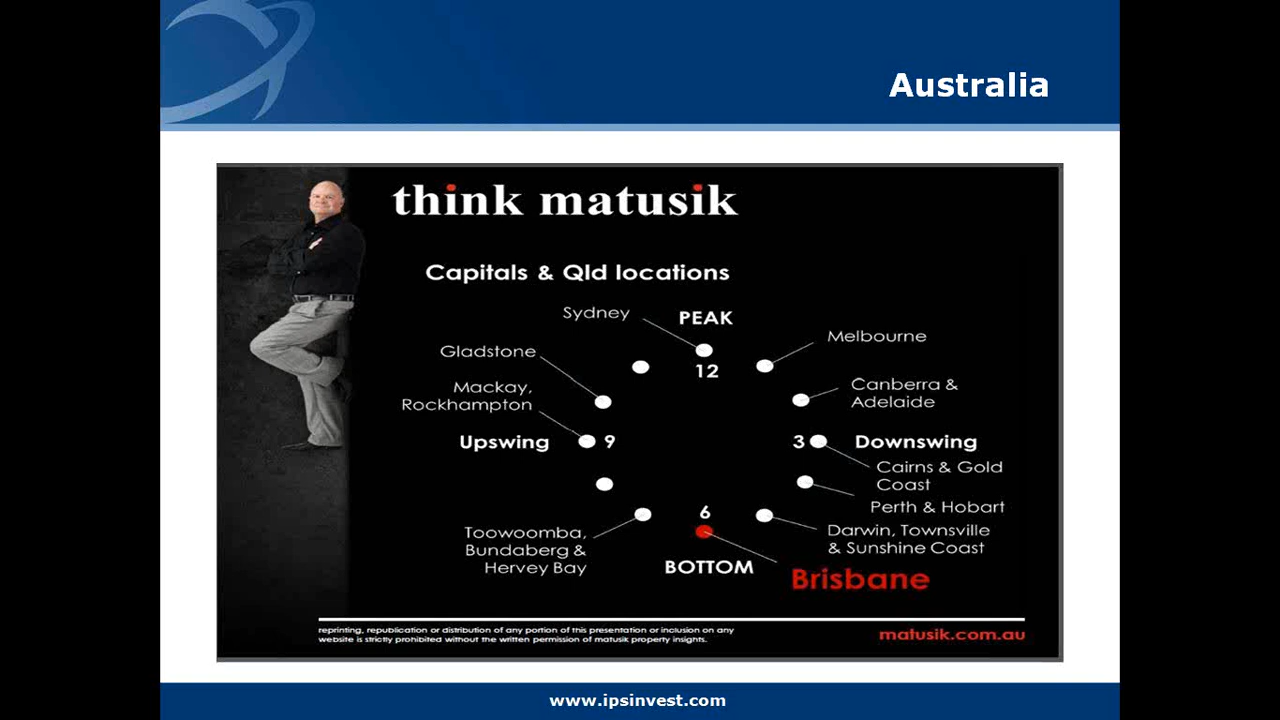 Australia
think matusik
Capitals & Qld locations
Sydney
PEAK
Melbourne
Gladstone
12
Canberra &
Adelaide
Mackay,
Rockhampton
Upswing
9
3
Downswing
Cairns & Gold
Coast
Perth & Hobart
6
Toowoomba,
Bundaberg &
Hervey Bay
Darwin, Townsville
& Sunshine Coast
BOTTOM
Brisbane
reprinting, republication or distribution of any portion of this presentation or inclusion on any
website is strictly prohibited without the written permission of matusik property insights.
matusik.com.au
www.ipsinvest.com